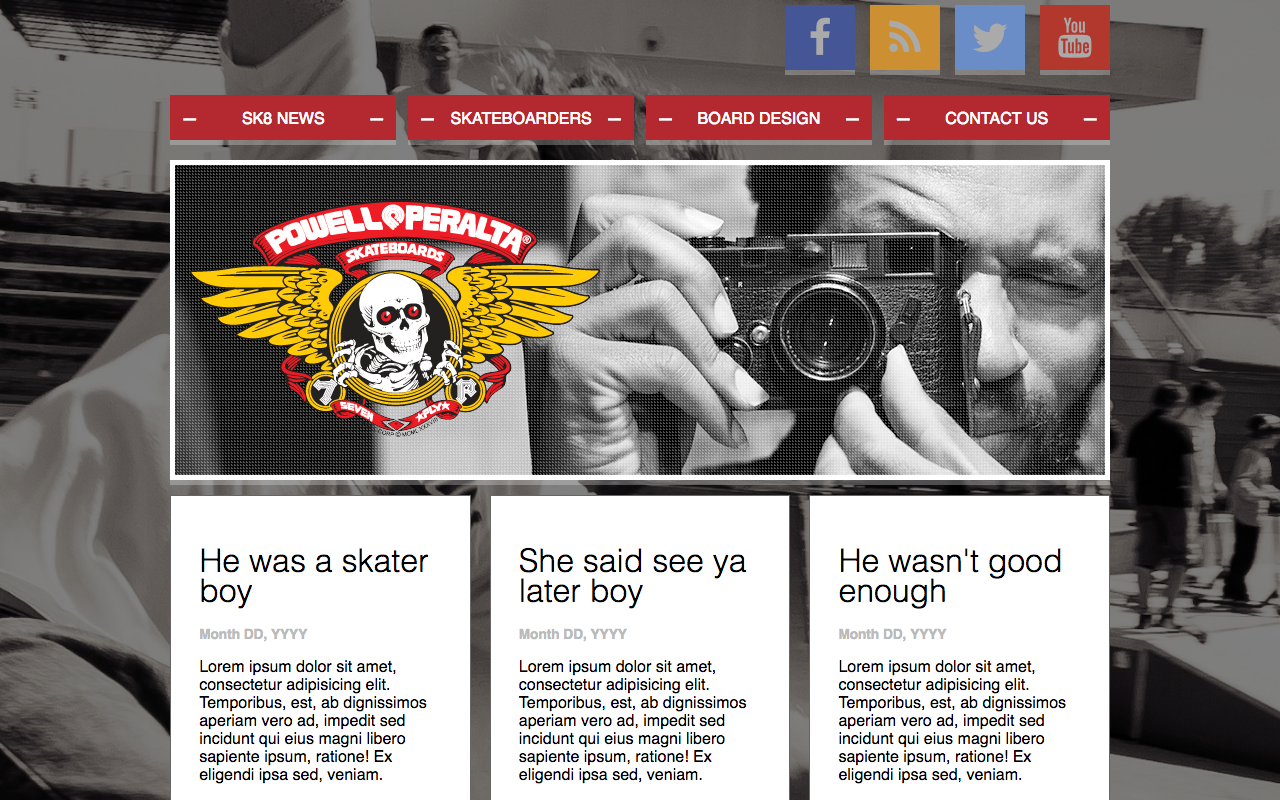 You
Tube
SK8 NEWS
SKATEBOARDERS
BOARD DESIGN
CONTACT US
POWELL PERALTA®
SKATEBOARDS
SEVEN XPLYX
CORP © MCMLXXXVIII
He was a skater
boy
Month DD, YYYY
Lorem ipsum dolor sit amet,
consectetur adipisicing elit.
Temporibus, est, ab dignissimos
aperiam vero ad, impedit sed
incidunt qui eius magni libero
sapiente ipsum, ratione! Ex
eligendi ipsa sed, veniam.
She said see ya
later boy
Month DD, YYYY
Lorem ipsum dolor sit amet,
consectetur adipisicing elit.
Temporibus, est, ab dignissimos
aperiam vero ad, impedit sed
incidunt qui eius magni libero
sapiente ipsum, ratione! Ex
eligendi ipsa sed, veniam.
He wasn't good
enough
Month DD, YYYY
Lorem ipsum dolor sit amet,
consectetur adipisicing elit.
Temporibus, est, ab dignissimos
aperiam vero ad, impedit sed
incidunt qui eius magni libero
sapiente ipsum, ratione! Ex
eligendi ipsa sed, veniam.